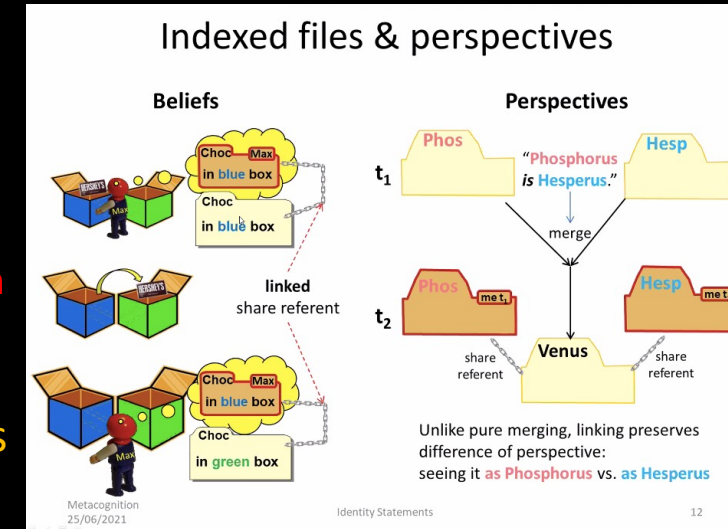 Indexed files & perspectives
Beliefs
Choc Max
in blue box
HERSHEY'S
Max
Choc
in blue box
HERSHEY'S
linked
share referent
Choc Max
in blue box
Max
Choc
in green box
Perspectives
Phos
Hesp
t₁
"Phosphorus
is Hesperus."
merge
Phos
me t₁
Hesp
me t
t₂
Venus
share
referent
share
referent
Unlike pure merging, linking preserves
difference of perspective:
seeing it as Phosphorus vs. as Hesperus
Metacognition
25/06/2021
Identity Statements
12
s